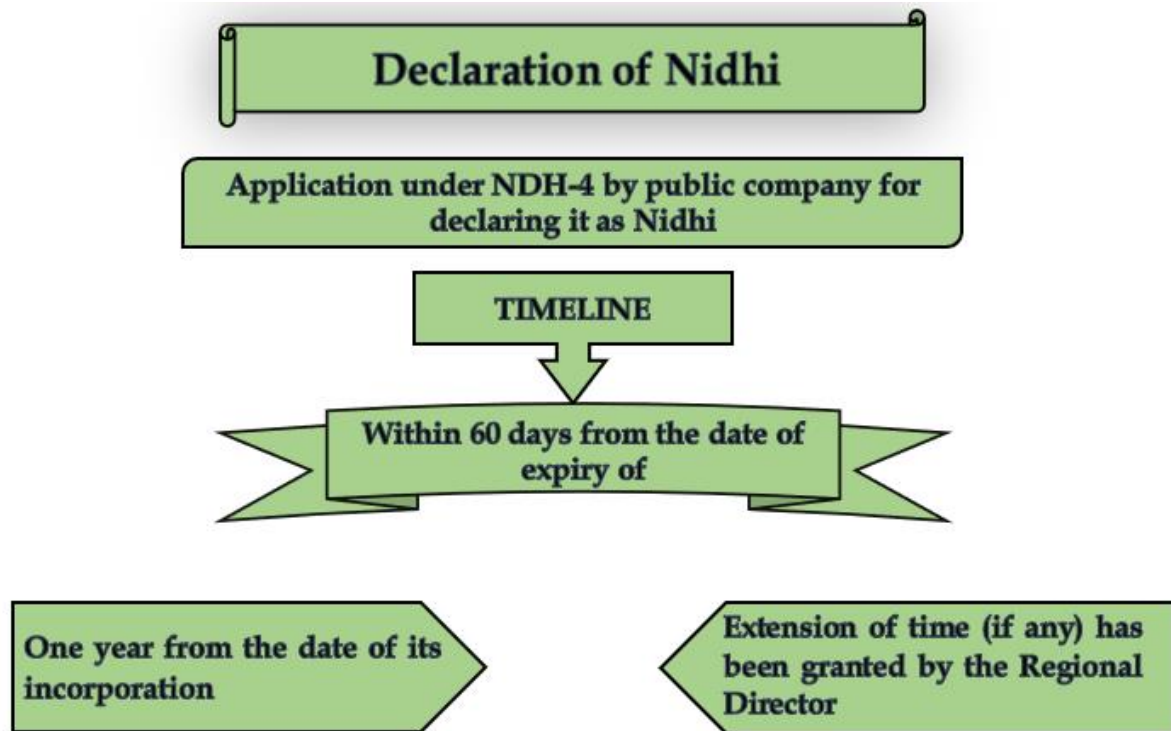 Declaration of Nidhi
Application under NDH-4 by public company for
declaring it as Nidhi
TIMELINE
Within 60 days from the date of
expiry of
One year from the date of its
incorporation
Extension of time (if any) has
been granted by the Regional
Director